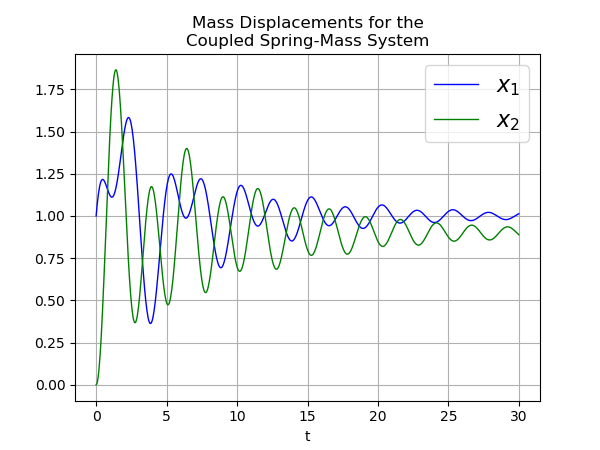 Mass Displacements for the
Coupled Spring-Mass System
x₁
x₂
1.75
1.50
1.25
1.00
0.75
0.50
0.25
0.00
0 5 10 15 20 25 30
t